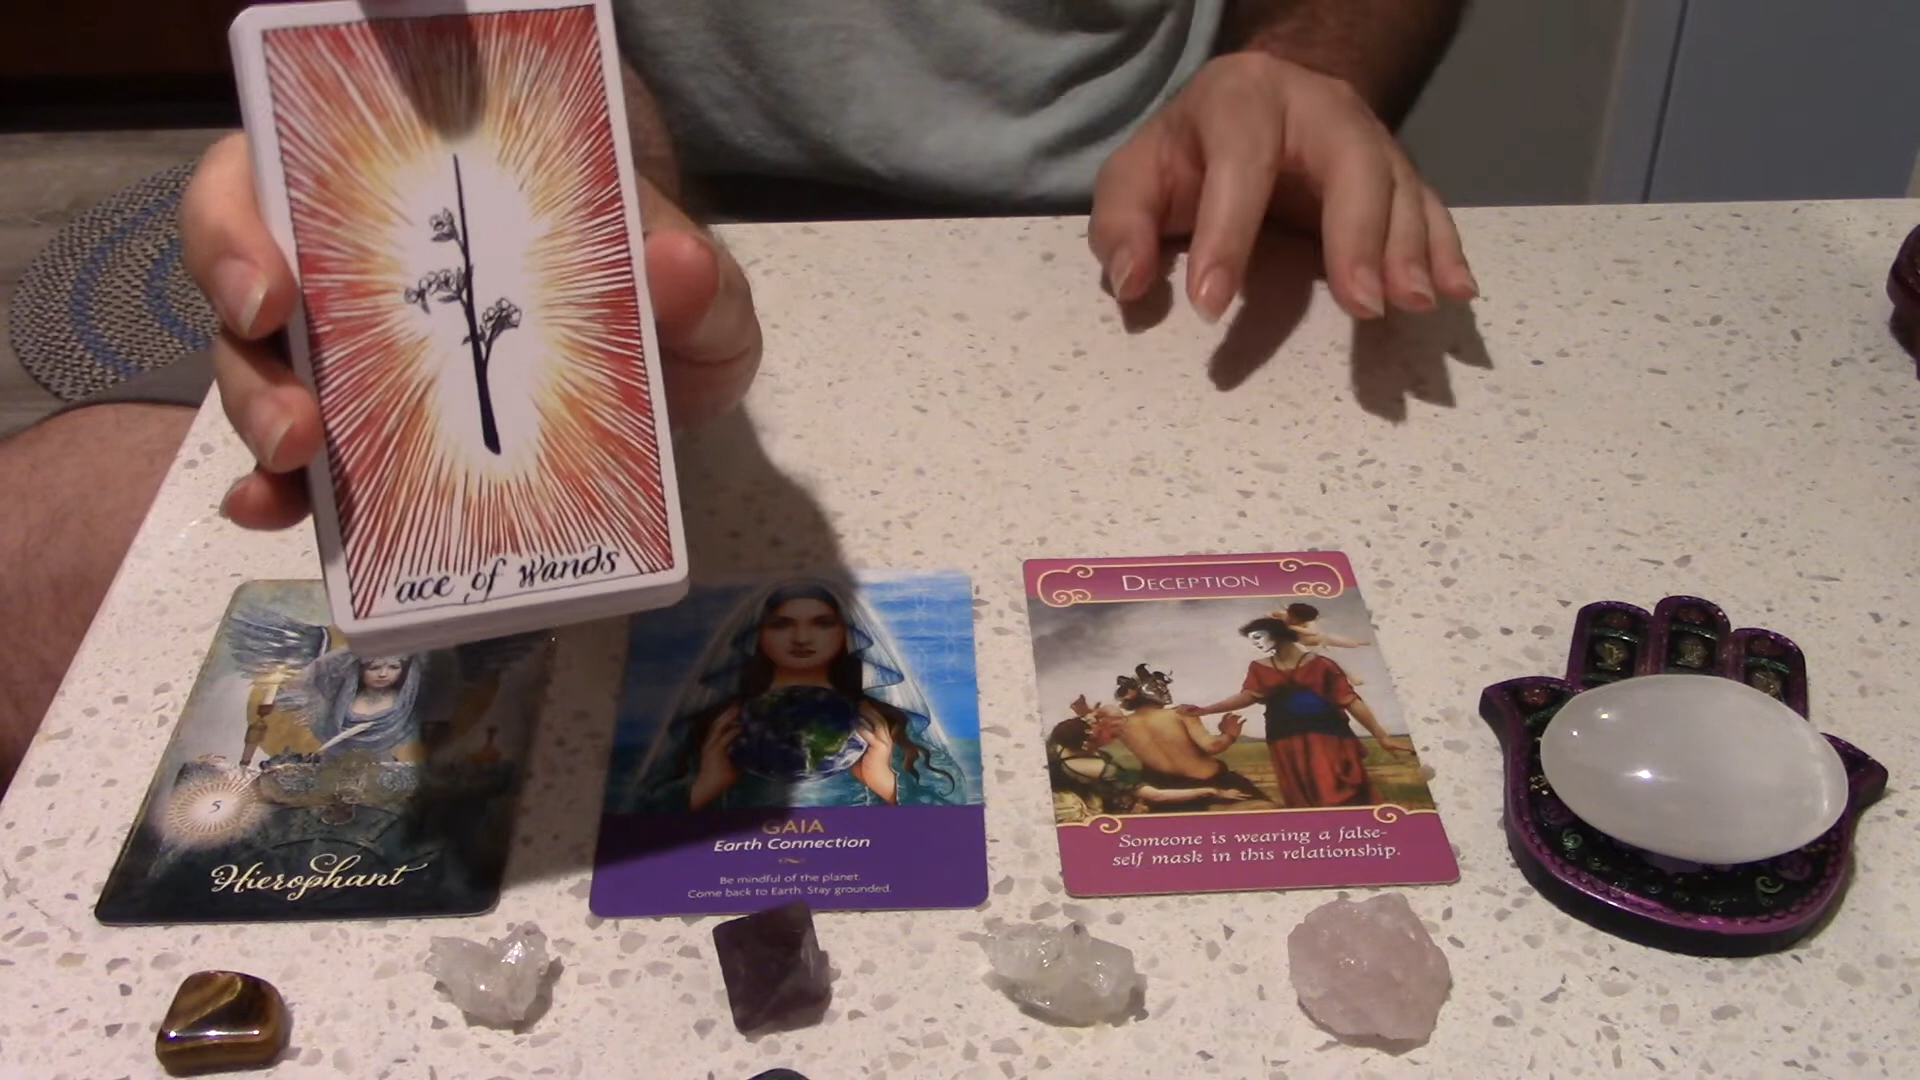 ace of wands
5
Hierophant
GAIA
Earth Connection
Be mindful of the planet.
Come back to Earth. Stay grounded.
DECEPTION
Someone is wearing a false-
self mask in this relationship.